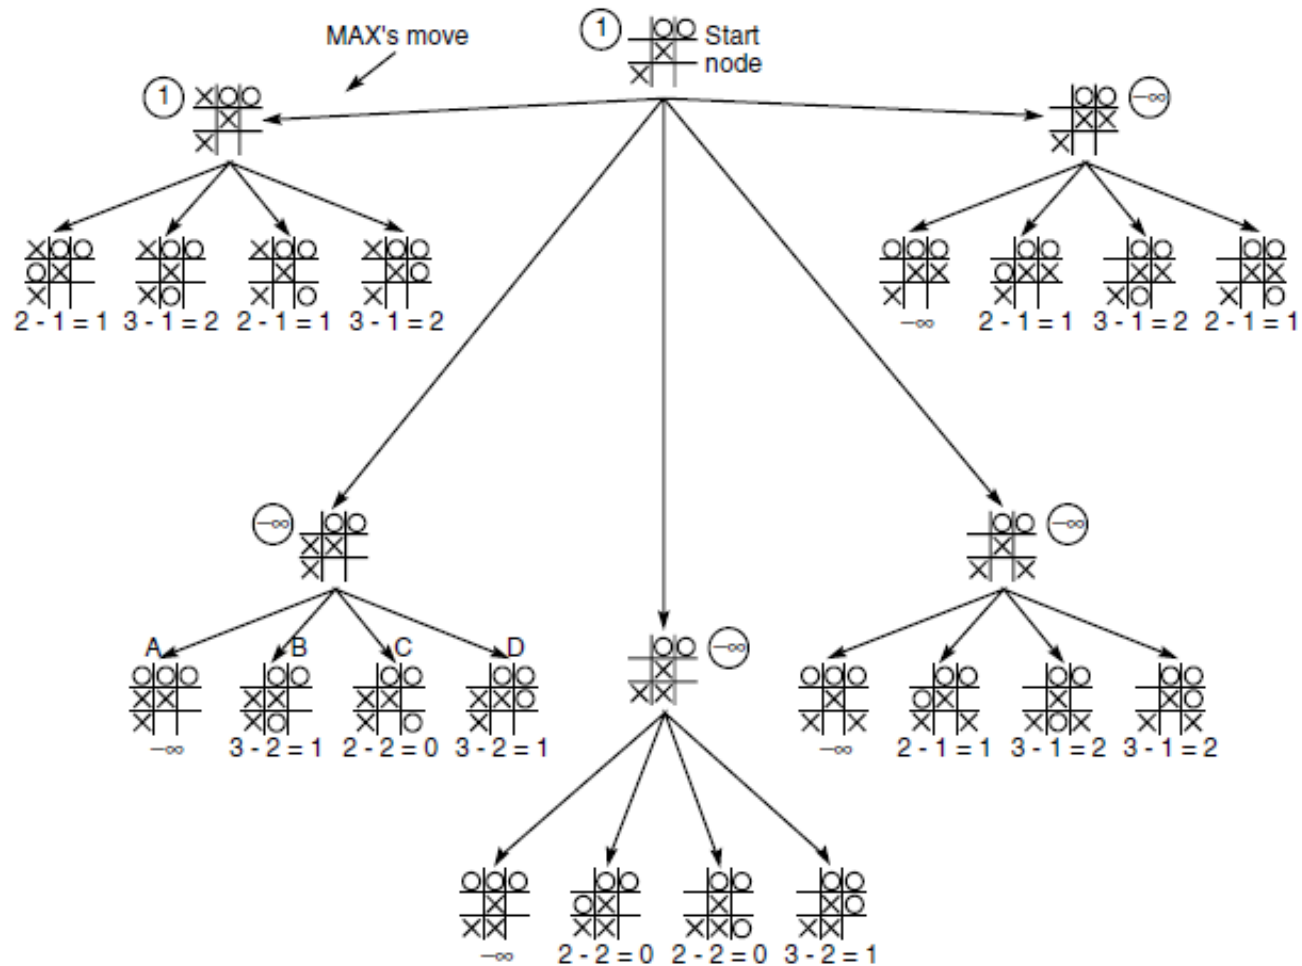 MAX's move
1
Start
node
1
−∞
2 - 1 = 1
3 - 1 = 2
2 - 1 = 1
3 - 1 = 2
−∞
2 - 1 = 1
3 - 1 = 2
2 - 1 = 1
−∞
−∞
A
B
C
D
−∞
−∞
3 - 2 = 1
2 - 2 = 0
3 - 2 = 1
−∞
2 - 1 = 1
3 - 1 = 2
3 - 1 = 2
−∞
2 - 2 = 0
2 - 2 = 0
3 - 2 = 1